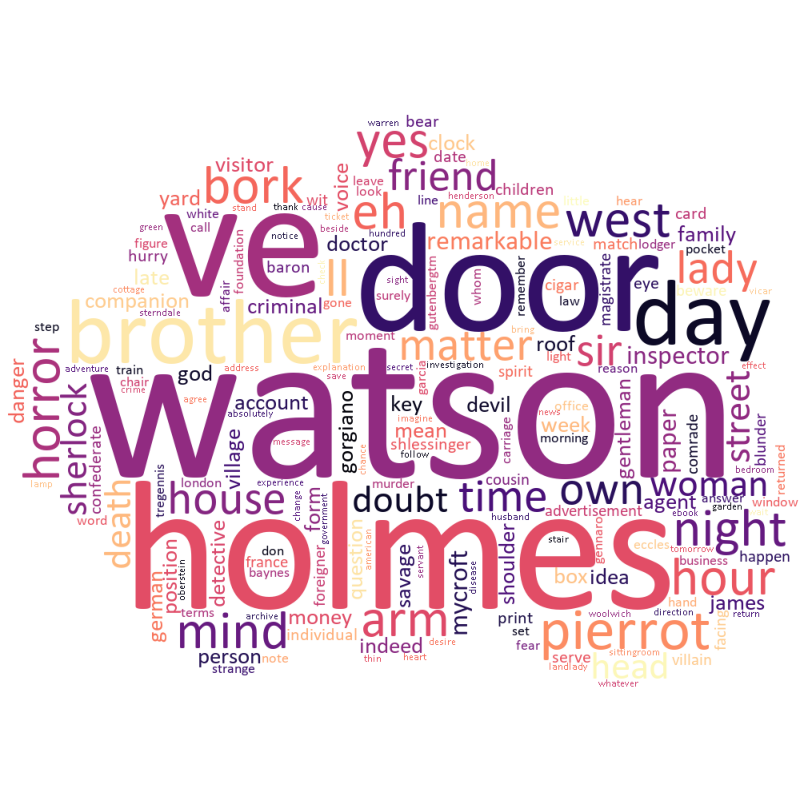 warren bear
yes clock
visitor voice friend date
bork wit leave look line henderson children
yard eh name hear
white thank cause ticket hundred west card
green call stand ve doctor remarkable match lodger family
figure notice beside door pocket
hurry foundation baron ll sight whom remember cigar eye lady
late affair gone surely gutenbergtm law magistrate beware vicar
cottage companion criminal day
sterndale brother moment matter roof sir inspector
step horror explanation bring light reason effect
danger adventure train god address save secret investigation spirit
chair watson
crime agree account key devil office street
lamp sherlock absolutely village gorgiano mean imagine garcia news week gentleman paper comrade blunder
confederate message shlessinger follow chance carriage morning bedroom
death london experience cousin woman returned
word tregennis house form change government doubt time own agent answer window
holmes husband advertisement ebook garden
position detective don stair gennaro eccles night tomorrow happen
german oberstein france baynes foreigner question american savage servant mycroft disease shoulder box idea business hour
terms archive money print woolwich direction hand james
mind individual arm desire set pierrot facing return
person note indeed fear serve head villain
strange thin heart sittingroom landlady
murder
whatever